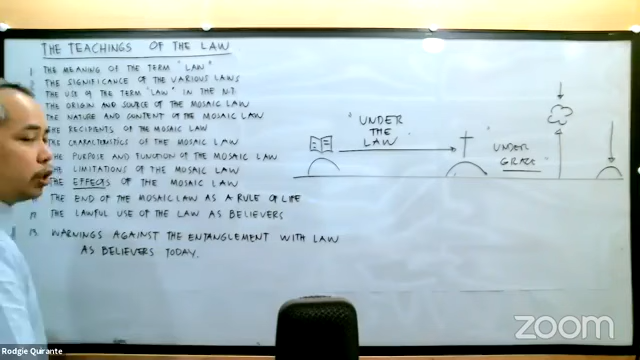 THE TEACHINGS OF THE LAW
1. THE MEANING OF THE TERM "LAW"
THE SIGNIFICANCE OF THE VARIOUS LAWS
THE USE OF THE TERM "LAW" IN THE N.T.
THE ORIGIN AND SOURCE OF THE MOSAIC LAW
THE NATURE AND CONTENT OF THE MOSAIC LAW
THE RECIPIENTS OF THE MOSAIC LAW
THE CHARACTERISTICS OF THE MOSAIC LAW
THE PURPOSE AND FUNCTION OF THE MOSAIC LAW
THE LIMITATIONS OF THE MOSAIC LAW
THE EFFECTS OF THE MOSAIC LAW
THE END OF THE MOSAIC LAW AS A RULE OF LIFE
THE LAWFUL USE OF THE LAW AS BELIEVERS
13. WARNINGS AGAINST THE ENTANGLEMENT WITH LAW
AS BELIEVERS TODAY.
"UNDER
THE
LAW"
"UNDER
GRACE"
zoom
Rodgie Quirante